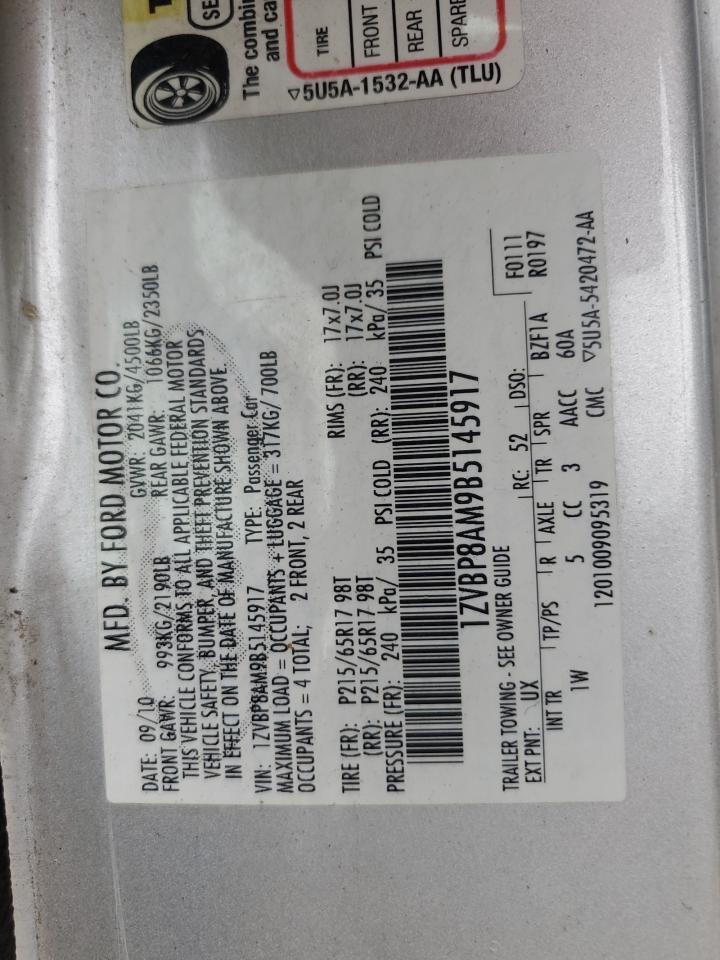 SE
The combin
and ca
TIRE
FRONT
REAR
SPARE
▽5U5A-1532-AA (TLU)
MFD. BY FORD MOTOR CO.
DATE: 09/10 GVWR: 2041KG/4500LB
FRONT GAWR: 993KG/2190LB REAR GAWR: 1066KG/2350LB
THIS VEHICLE CONFORMS TO ALL APPLICABLE FEDERAL MOTOR
VEHICLE SAFETY, BUMPER, AND THEFT PREVENTION STANDARDS
IN EFFECT ON THE DATE OF MANUFACTURE SHOWN ABOVE.
VIN: 1ZVBP8AM9B5145917 TYPE: Passenger Car
MAXIMUM LOAD = OCCUPANTS + LUGGAGE = 317KG/ 700LB
OCCUPANTS = 4 TOTAL; 2 FRONT, 2 REAR
TIRE (FR): P215/65R17 98T RIMS (FR): 17x7.0J
(RR): P215/65R17 98T (RR): 17x7.0J
PRESSURE (FR): 240 kPa/ 35 PSI COLD (RR): 240 kPa/ 35 PSI COLD
1ZVBP8AM9B5145917
TRAILER TOWING - SEE OWNER GUIDE F0111
EXT PNT: UX RC: 52 DSO: R0197
INT TR TP/PS R AXLE TR SPR BZF1A
1W 5 CC 3 AACC 60A
1201009095319 CMC ▽5U5A-5420472-AA